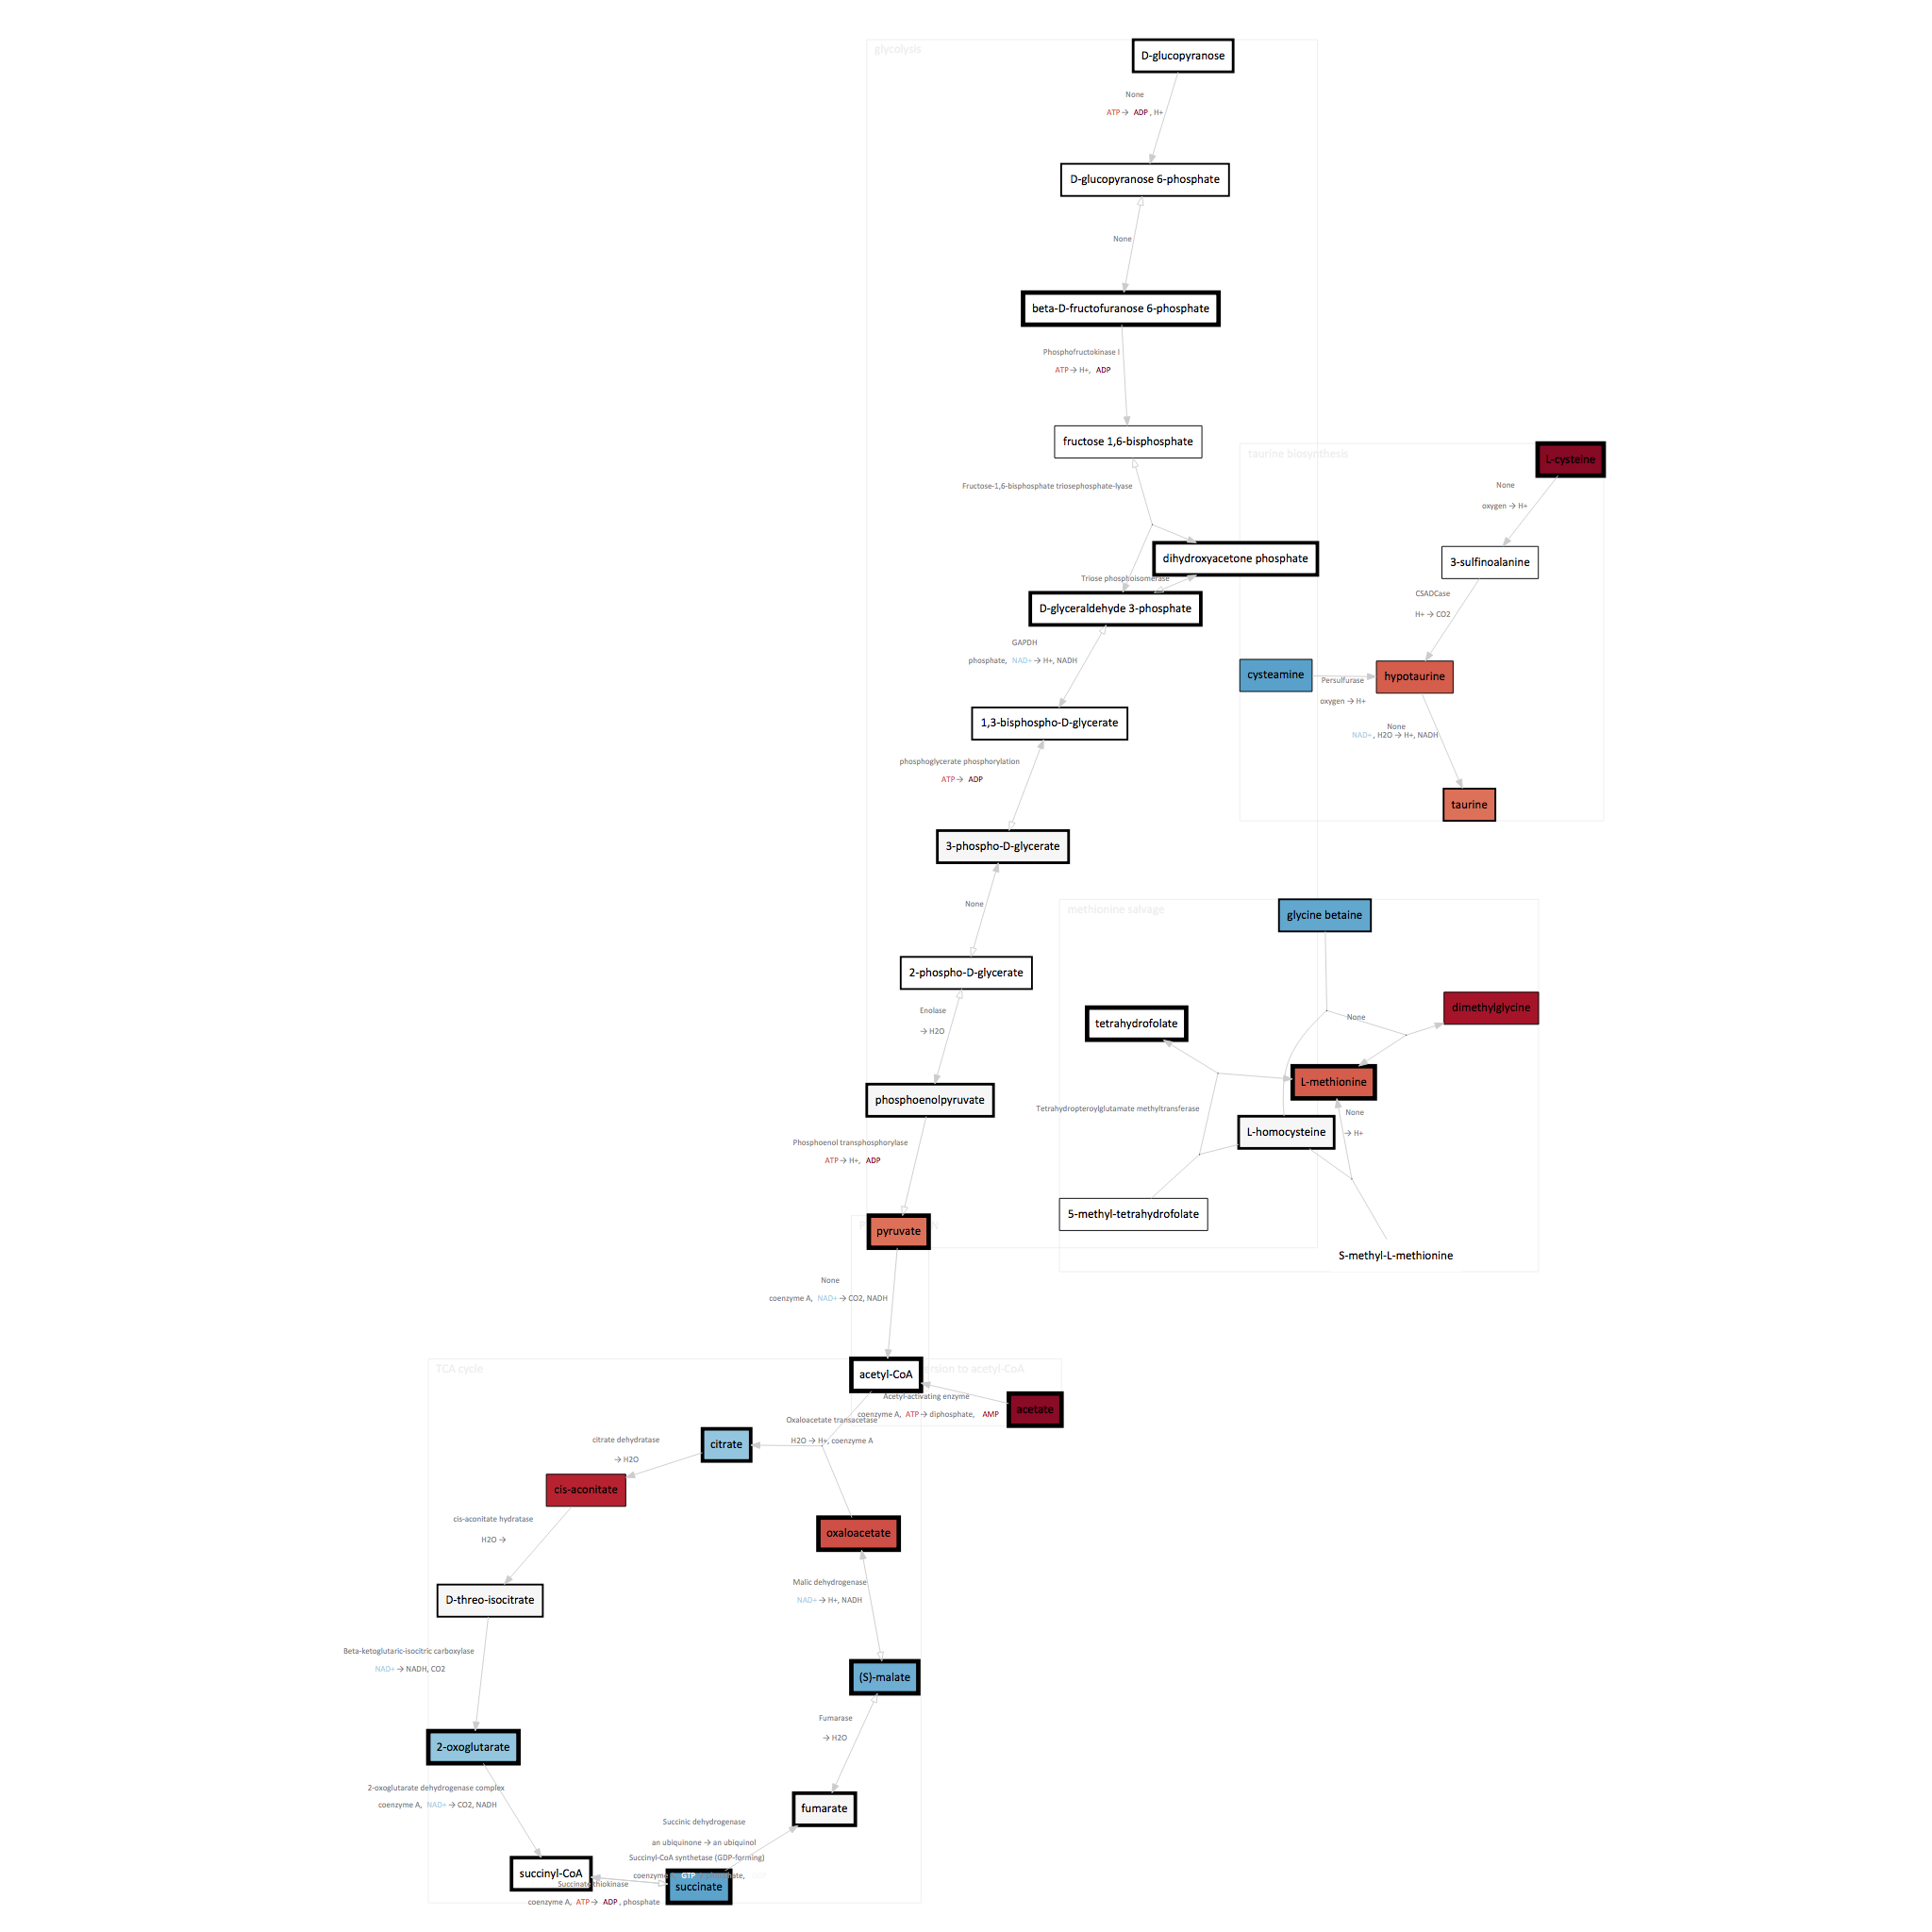 glycolysis
D-glucopyranose
None
ATP → ADP , H+
D-glucopyranose 6-phosphate
None
beta-D-fructofuranose 6-phosphate
Phosphofructokinase I
ATP → H+, ADP
fructose 1,6-bisphosphate
Fructose-1,6-bisphosphate triosephosphate-lyase
dihydroxyacetone phosphate
Triose phosphoisomerase
D-glyceraldehyde 3-phosphate
GAPDH
phosphate, NAD+ → H+, NADH
1,3-bisphospho-D-glycerate
phosphoglycerate phosphorylation
ATP → ADP
3-phospho-D-glycerate
None
2-phospho-D-glycerate
Enolase
→ H2O
phosphoenolpyruvate
Phosphoenol transphosphorylase
ATP → H+, ADP
pyruvate
None
coenzyme A, NAD+ → CO2, NADH
taurine biosynthesis
L-cysteine
None
oxygen → H+
3-sulfinoalanine
CSADCase
H+ → CO2
cysteamine
Persulfurase
oxygen → H+
hypotaurine
None
NAD+ , H2O → H+, NADH
taurine
methionine salvage
glycine betaine
dimethylglycine
None
tetrahydrofolate
L-methionine
Tetrahydropteroylglutamate methyltransferase
None
→ H+
L-homocysteine
5-methyl-tetrahydrofolate
S-methyl-L-methionine
TCA cycle
to acetyl-CoA
acetyl-CoA
Acetyl-activating enzyme
coenzyme A, ATP → diphosphate, AMP
acetate
Oxaloacetate transacetase
H2O → H+, coenzyme A
citrate
citrate dehydratase
→ H2O
cis-aconitate
cis-aconitate hydratase
H2O →
oxaloacetate
Malic dehydrogenase
NAD+ → H+, NADH
D-threo-isocitrate
Beta-ketoglutaric-isocitric carboxylase
NAD+ → NADH, CO2
(S)-malate
Fumarase
→ H2O
2-oxoglutarate
2-oxoglutarate dehydrogenase complex
coenzyme A, NAD+ → CO2, NADH
fumarate
Succinic dehydrogenase
an ubiquinone → an ubiquinol
Succinyl-CoA synthetase (GDP-forming)
coenzyme GTP
succinyl-CoA
succinate
Succinate thiokinase
coenzyme A, ATP → ADP , phosphate